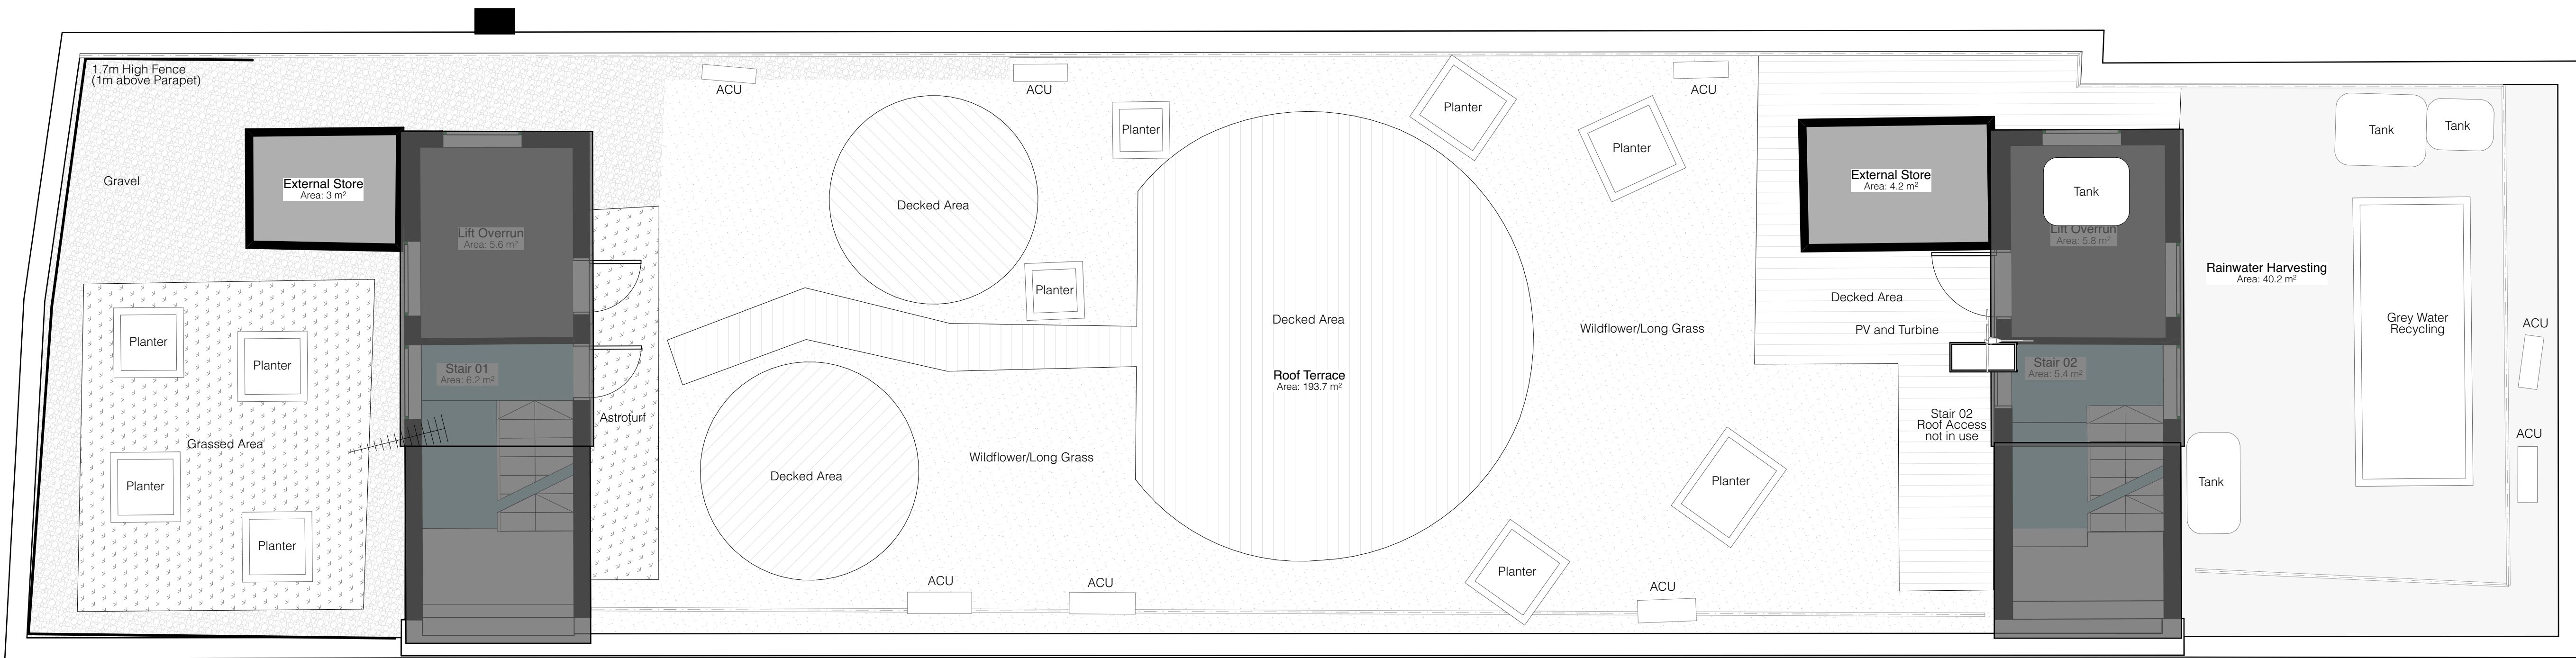 1.7m High Fence
(1m above Parapet)
ACU
ACU
ACU
Planter
Planter
Planter
Tank
Tank
Gravel
External Store
Area: 3 m²
Lift Overrun
Area: 5.6 m²
Decked Area
External Store
Area: 4.2 m²
Tank
Lift Overrun
Area: 5.8 m²
Planter
Rainwater Harvesting
Area: 40.2 m²
Decked Area
Decked Area
PV and Turbine
Wildflower/Long Grass
Grey Water
Recycling
ACU
Planter
Planter
Stair 01
Area: 6.2 m²
Roof Terrace
Area: 193.7 m²
Stair 02
Area: 5.4 m²
Astroturf
Stair 02
Roof Access
not in use
ACU
Grassed Area
Wildflower/Long Grass
Decked Area
Planter
Tank
Planter
Planter
Planter
ACU
ACU
ACU